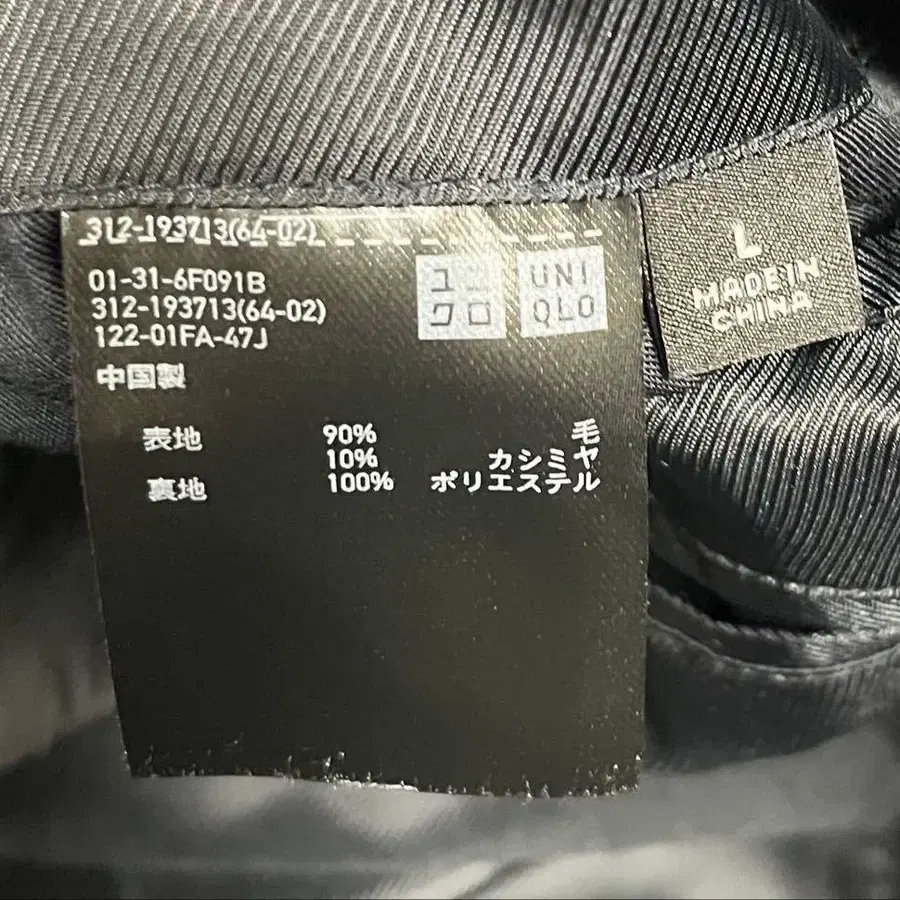 312-193713(64-02)
01-31-6F091B
312-193713(64-02)
122-01FA-47J
中国製
ユニ
クロ
UNI
QLO
表地 90% 毛
10% カシミヤ
裏地 100% ポリエステル
L
MADE IN
CHINA